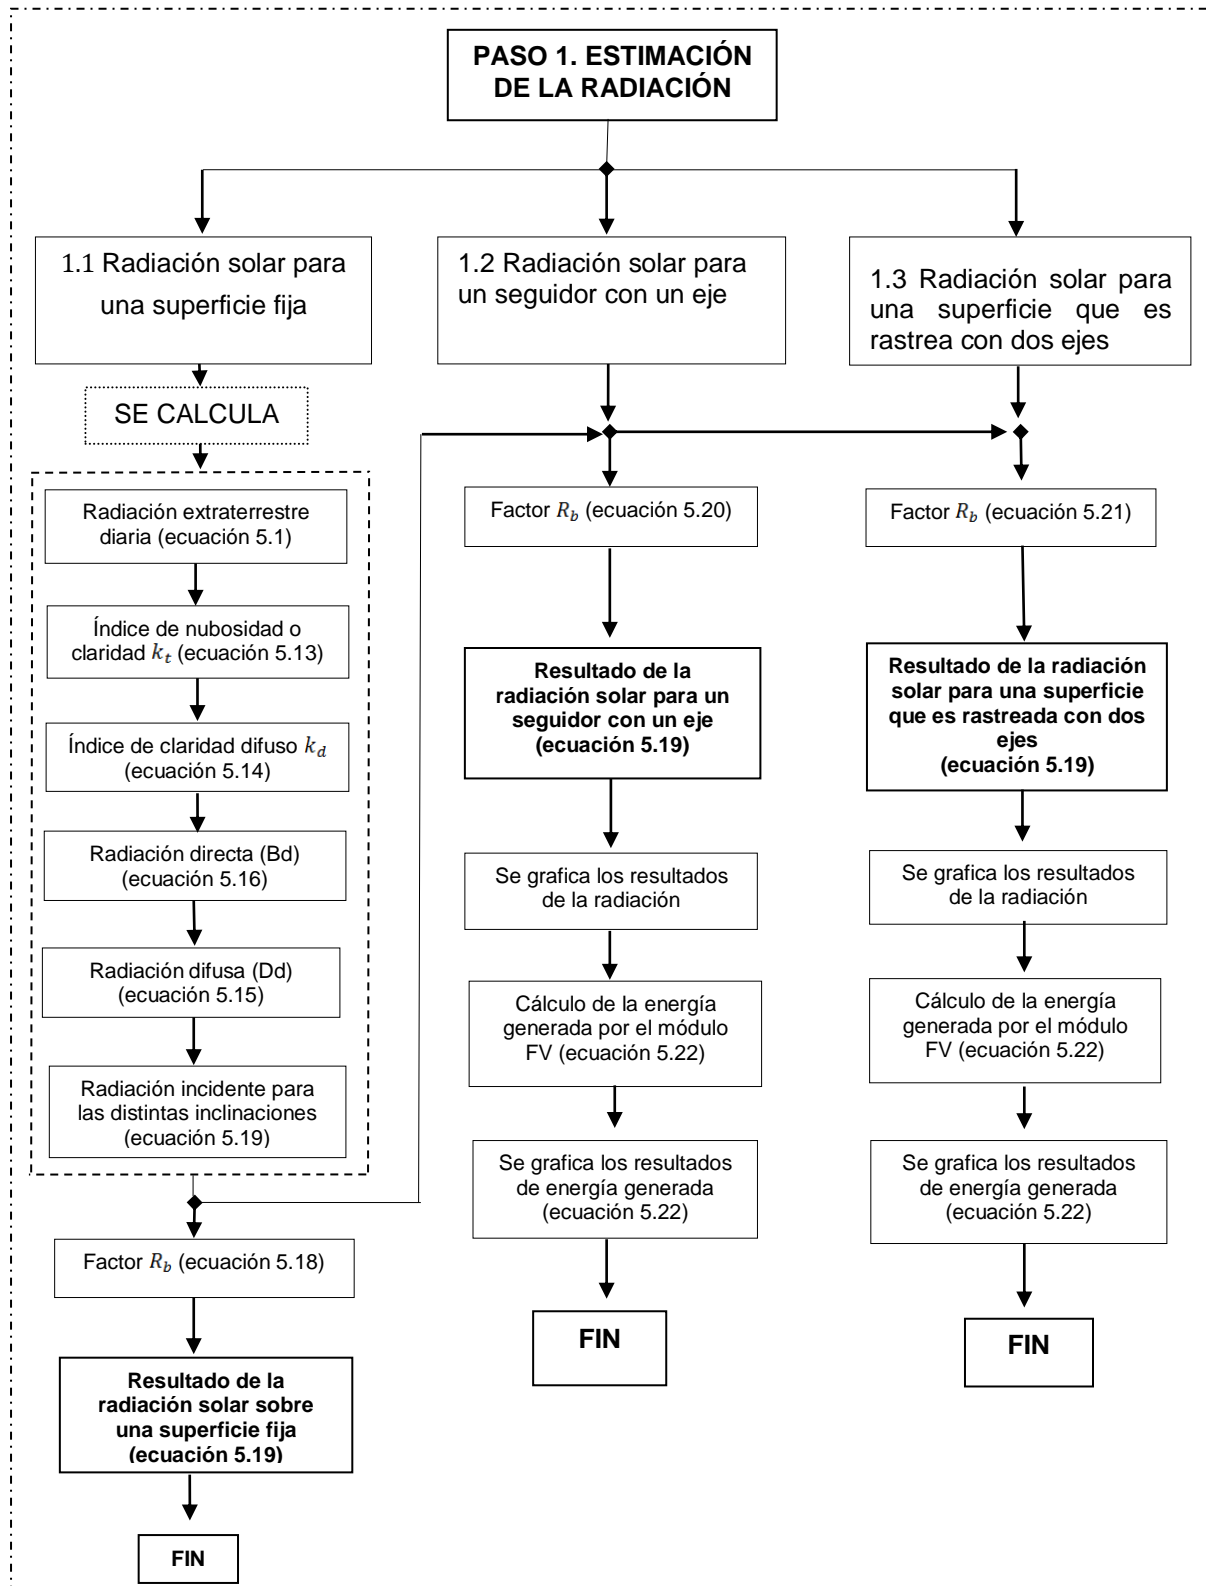 PASO 1. ESTIMACIÓN
DE LA RADIACIÓN
1.1 Radiación solar para
una superficie fija
1.2 Radiación solar para
un seguidor con un eje
1.3 Radiación solar para
una superficie que es
rastrea con dos ejes
SE CALCULA
Radiación extraterrestre
diaria (ecuación 5.1)
Índice de nubosidad o
claridad k_t (ecuación 5.13)
Índice de claridad difuso k_d
(ecuación 5.14)
Radiación directa (Bd)
(ecuación 5.16)
Radiación difusa (Dd)
(ecuación 5.15)
Radiación incidente para
las distintas inclinaciones
(ecuación 5.19)
Factor R_b (ecuación 5.18)
Resultado de la
radiación solar sobre
una superficie fija
(ecuación 5.19)
FIN
Factor R_b (ecuación 5.20)
Resultado de la
radiación solar para un
seguidor con un eje
(ecuación 5.19)
Se grafica los resultados
de la radiación
Cálculo de la energía
generada por el módulo
FV (ecuación 5.22)
Se grafica los resultados
de energía generada
(ecuación 5.22)
FIN
Factor R_b (ecuación 5.21)
Resultado de la radiación
solar para una superficie
que es rastreada con dos
ejes
(ecuación 5.19)
Se grafica los resultados
de la radiación
Cálculo de la energía
generada por el módulo
FV (ecuación 5.22)
Se grafica los resultados
de energía generada
(ecuación 5.22)
FIN